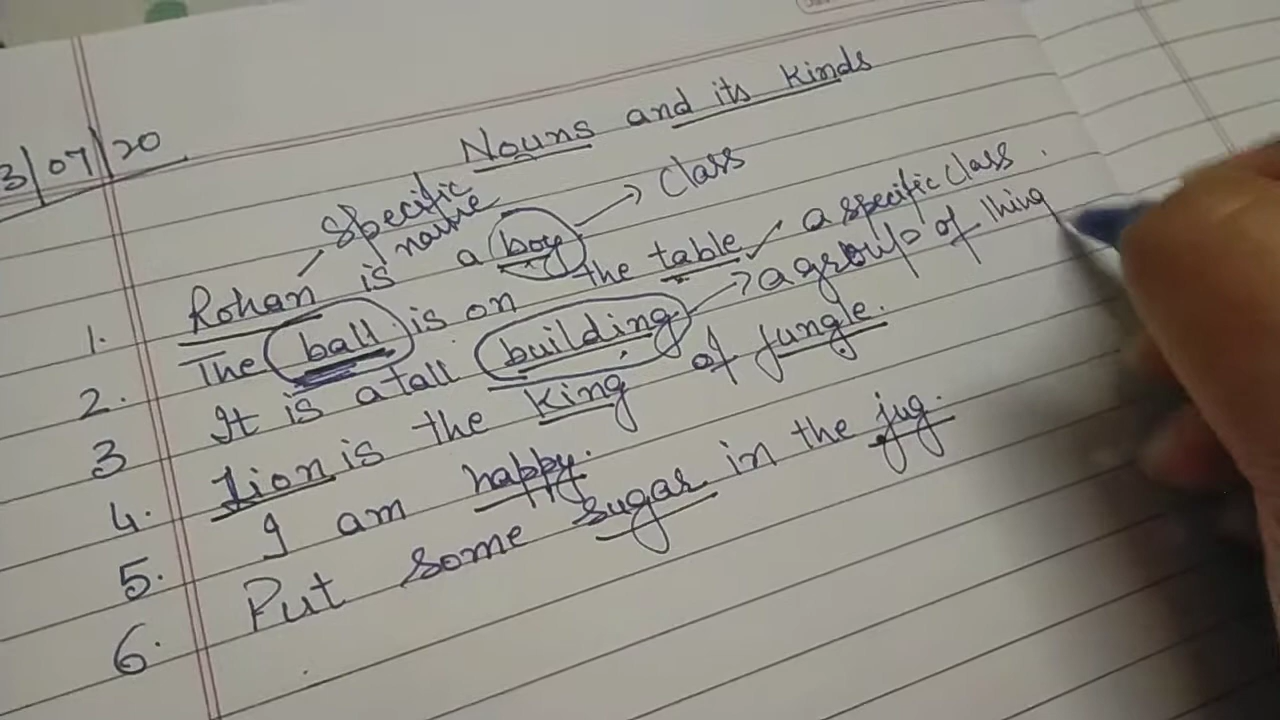 3/07/20
Nouns and its kinds
specific name
Class
1. Rohan is a boy
a specific class.
2. The ball is on the table
a group of thing
3 It is a tall building
4. Lion is the king of jungle.
5. I am happy.
6. Put some sugar in the jug.